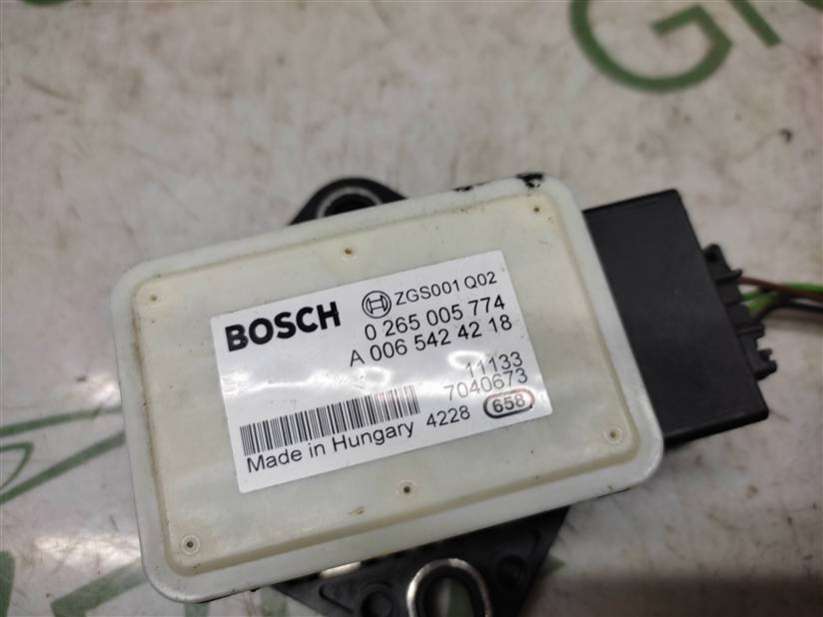 BOSCH
ZGS001 Q02
0 265 005 774
A 006 542 42 18
11133
7040673
Made in Hungary 4228 658